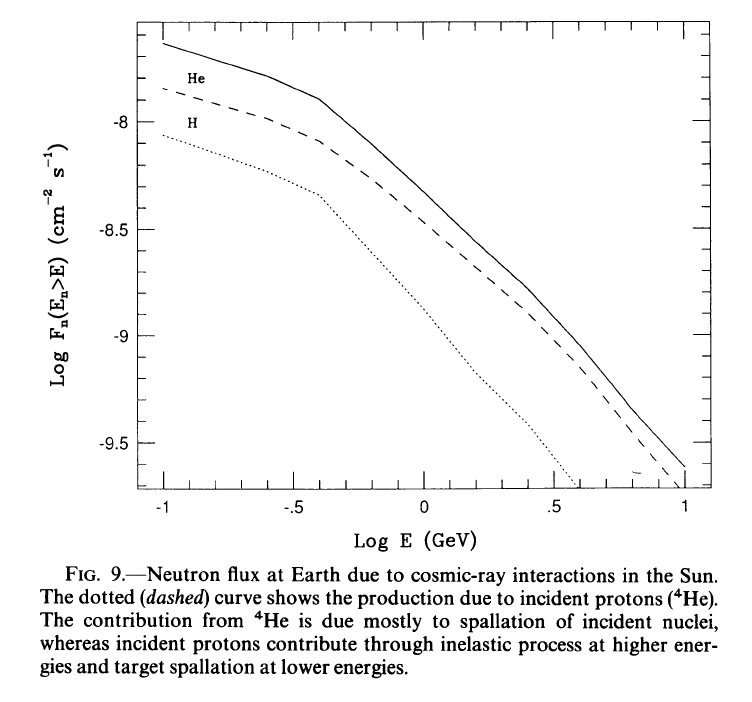 He
H
-8
-8.5
-9
-9.5
Log Fn(En>E) (cm⁻² s⁻¹)
-1
-.5
0
.5
1
Log E (GeV)
FIG. 9.—Neutron flux at Earth due to cosmic-ray interactions in the Sun.
The dotted (dashed) curve shows the production due to incident protons (⁴He).
The contribution from ⁴He is due mostly to spallation of incident nuclei,
whereas incident protons contribute through inelastic process at higher ener-
gies and target spallation at lower energies.